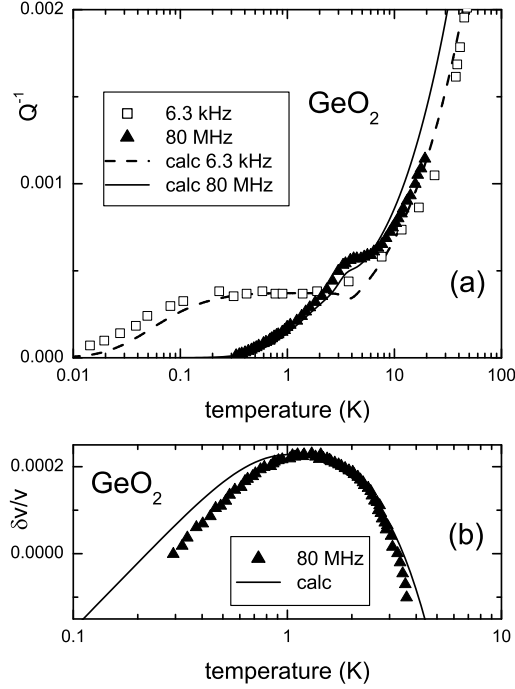 0.002
0.001
0.000
Q⁻¹
GeO₂
6.3 kHz
80 MHz
calc 6.3 kHz
calc 80 MHz
(a)
0.01 0.1 1 10 100
temperature (K)
0.0002
0.0000
δv/v
GeO₂
(b)
80 MHz
calc
0.1 1 10
temperature (K)